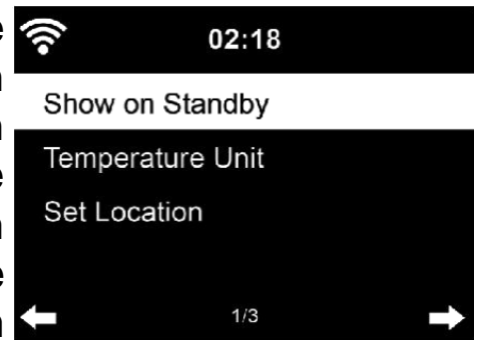 02:18
Show on Standby
Temperature Unit
Set Location
1/3